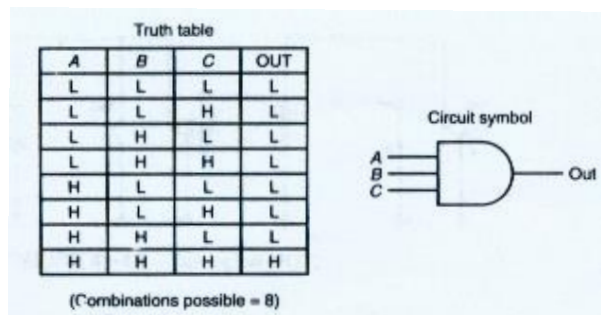 Truth table
A B C OUT
L L L L
L L H L
L H L L
L H H L
H L L L
H L H L
H H L L
H H H H
(Combinations possible = 8)
Circuit symbol
A
B
C
Out